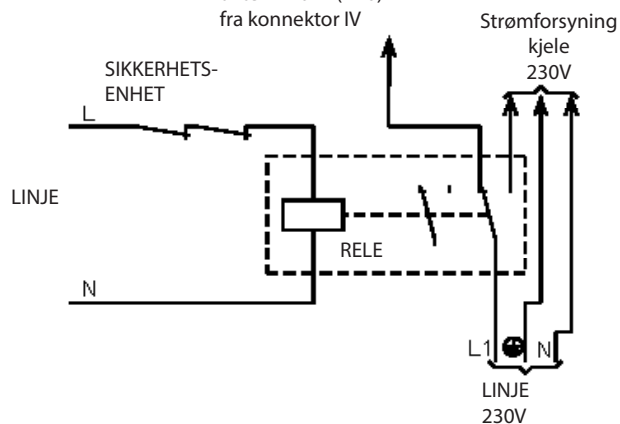 fra konnektor IV
Strømforsyning
kjele
230V
SIKKERHETS-
ENHET
L
LINJE
RELE
N
L1
N
LINJE
230V